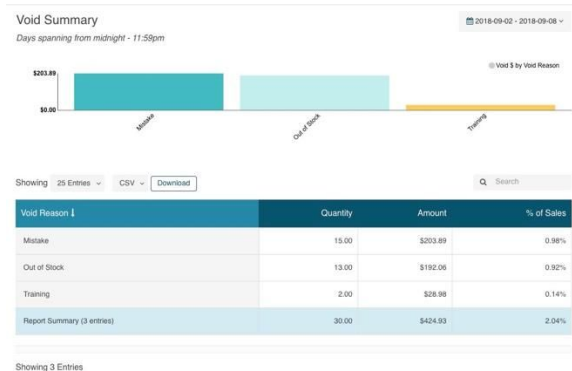 Void Summary
2018-09-02 - 2018-09-08
Days spanning from midnight - 11:59pm
Void $ by Void Reason
$203.89
$0.00
Mistake
Out of Stock
Training
Showing 25 Entries CSV Download Search
Void Reason Quantity Amount % of Sales
Mistake 15.00 $203.89 0.98%
Out of Stock 13.00 $192.06 0.92%
Training 2.00 $28.98 0.14%
Report Summary (3 entries) 30.00 $424.93 2.04%
Showing 3 Entries